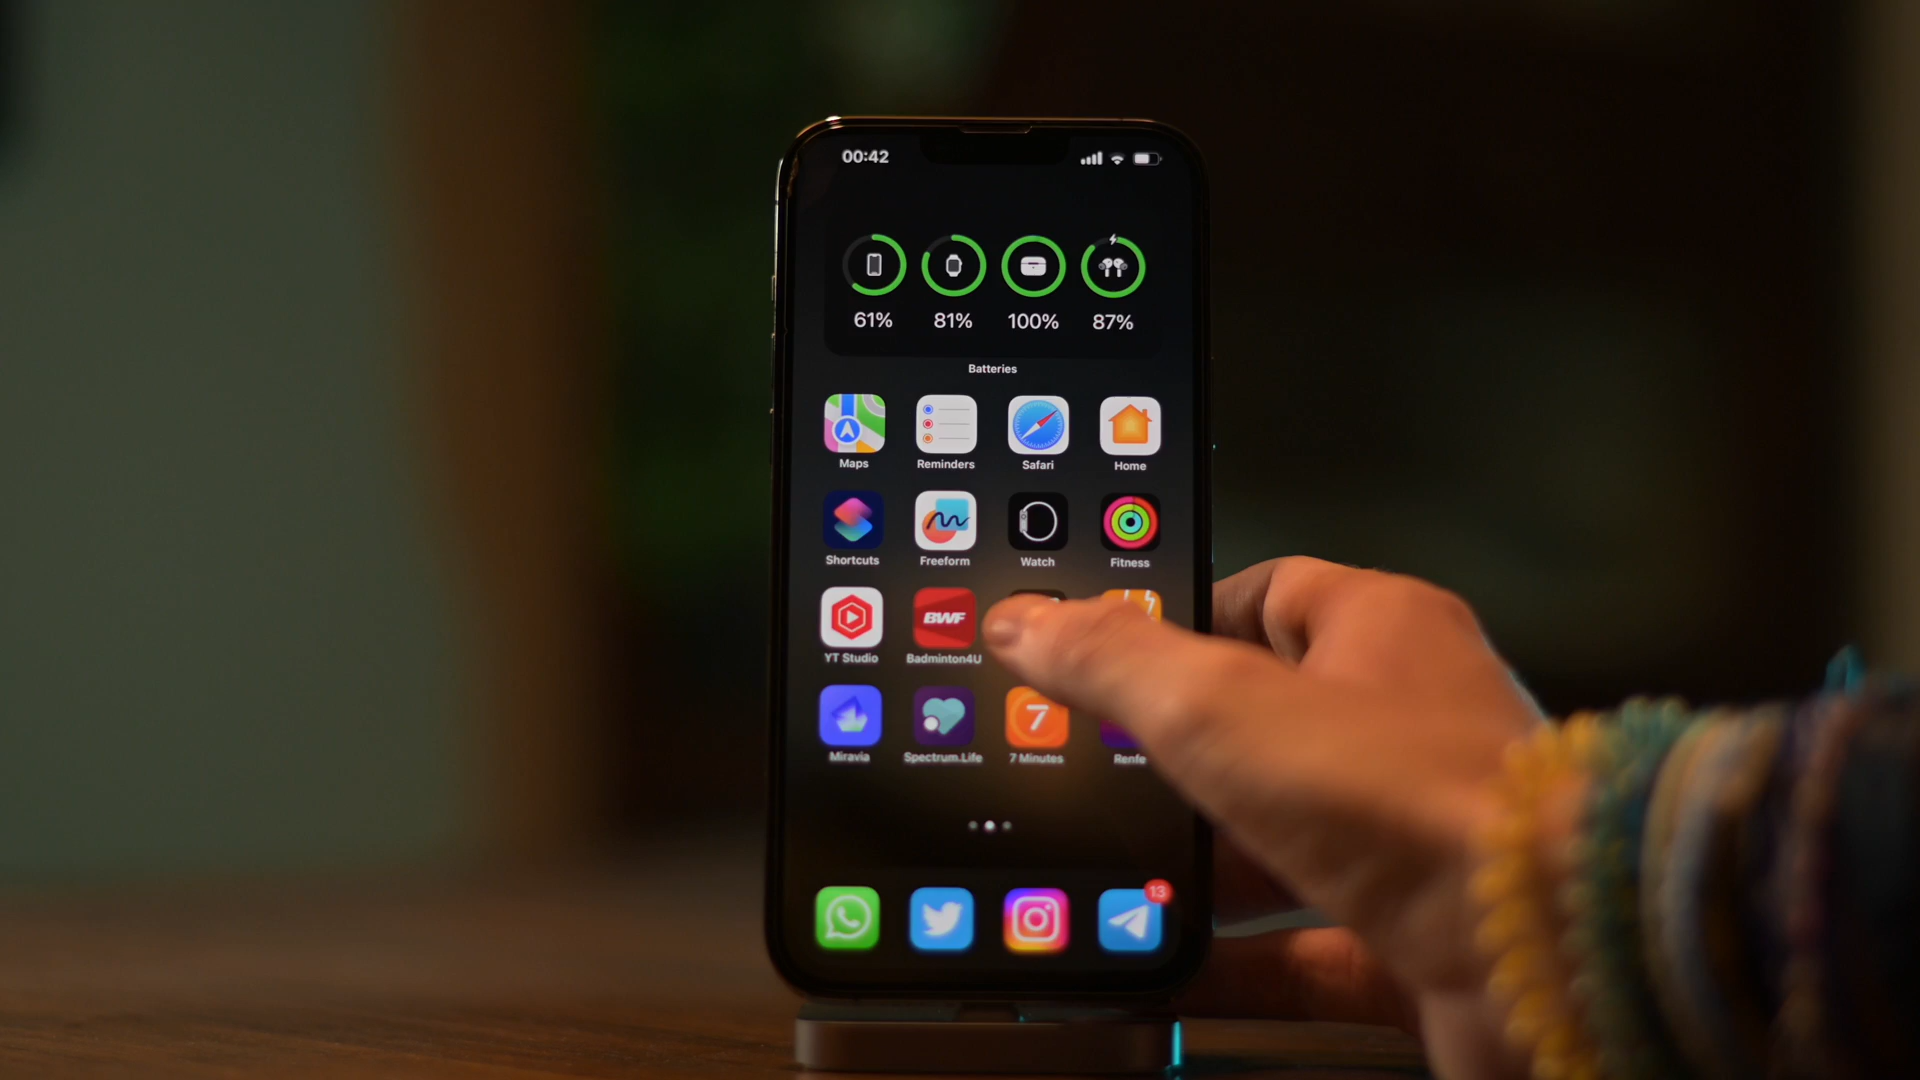 00:42
61% 81% 100% 87%
Batteries
Maps Reminders Safari Home
Shortcuts Freeform Watch Fitness
BWF
YT Studio Badminton4U
7
Miravia Spectrum.Life 7 Minutes Renfe
13